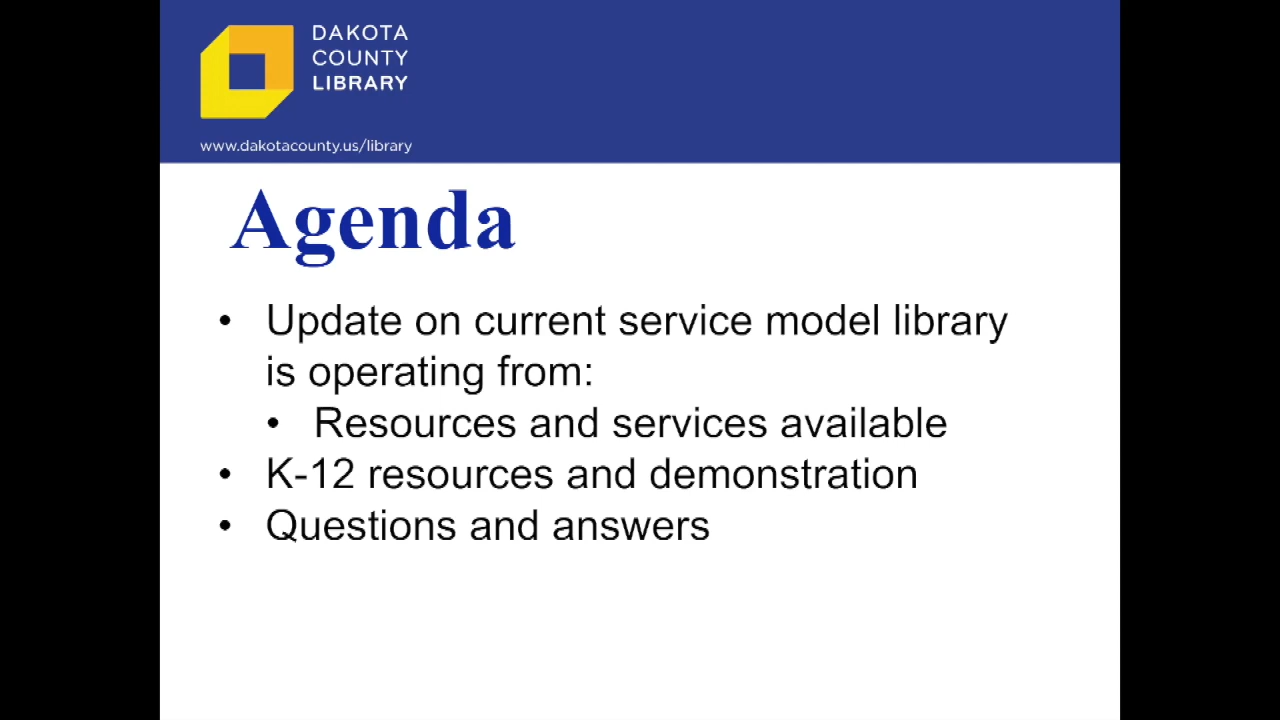 DAKOTA
COUNTY
LIBRARY
www.dakotacounty.us/library
Agenda
• Update on current service model library
is operating from:
• Resources and services available
• K-12 resources and demonstration
• Questions and answers